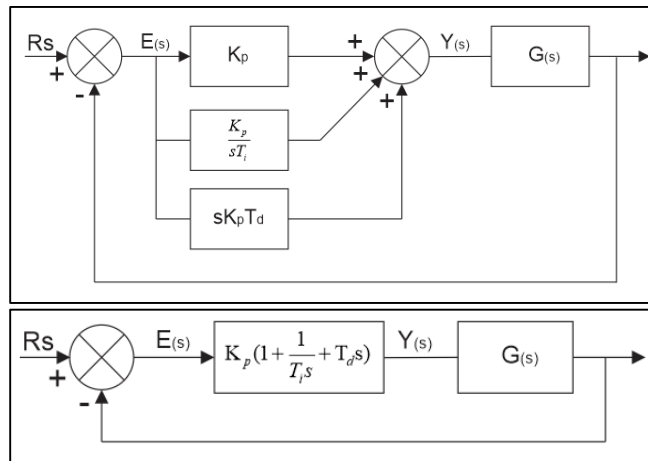 Rs E(s) Kp Y(s) G(s)
+ - + + +
K_p / sT_i
sKpTd
Rs E(s) K_p(1+ 1/T_i s +T_d s) Y(s) G(s)
+ -